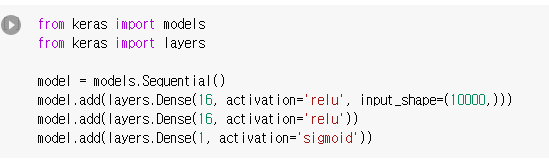 from keras import models
from keras import layers
model = models.Sequential()
model.add(layers.Dense(16, activation='relu', input_shape=(10000,)))
model.add(layers.Dense(16, activation='relu'))
model.add(layers.Dense(1, activation='sigmoid'))